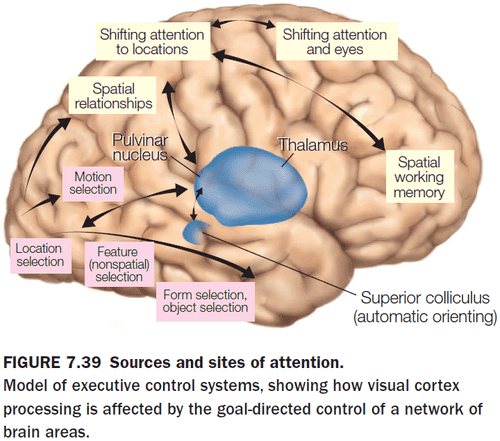 Shifting attention
to locations
Shifting attention
and eyes
Spatial
relationships
Pulvinar
nucleus
Thalamus
Motion
selection
Spatial
working
memory
Location
selection
Feature
(nonspatial)
selection
Form selection,
object selection
Superior colliculus
(automatic orienting)
FIGURE 7.39 Sources and sites of attention.
Model of executive control systems, showing how visual cortex
processing is affected by the goal-directed control of a network of
brain areas.